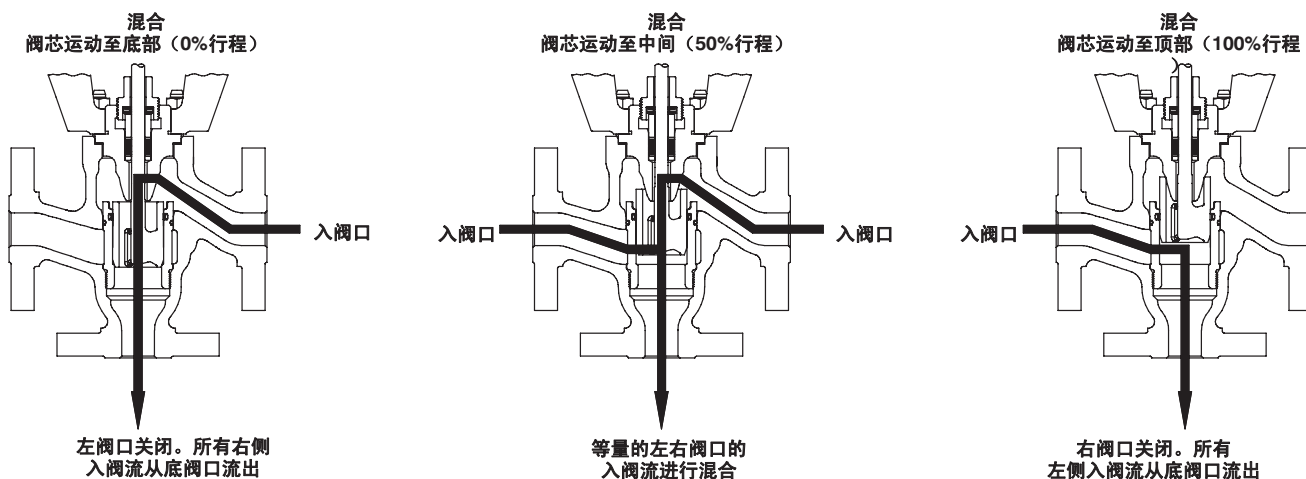 混合
阀芯运动至底部（0%行程）
入阀口
左阀口关闭。所有右侧
入阀流从底阀口流出
混合
阀芯运动至中间（50%行程）
入阀口
入阀口
等量的左右阀口的
入阀流进行混合
混合
阀芯运动至顶部（100%行程
）
入阀口
右阀口关闭。所有
左侧入阀流从底阀口流出